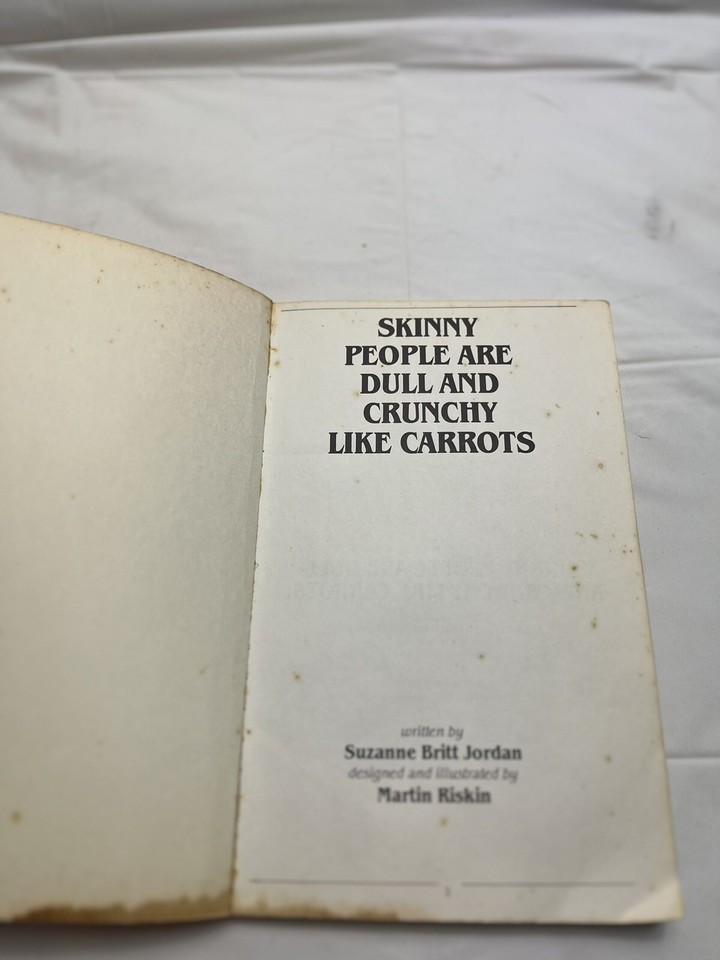 SKINNY
PEOPLE ARE
DULL AND
CRUNCHY
LIKE CARROTS
written by
Suzanne Britt Jordan
designed and illustrated by
Martin Riskin